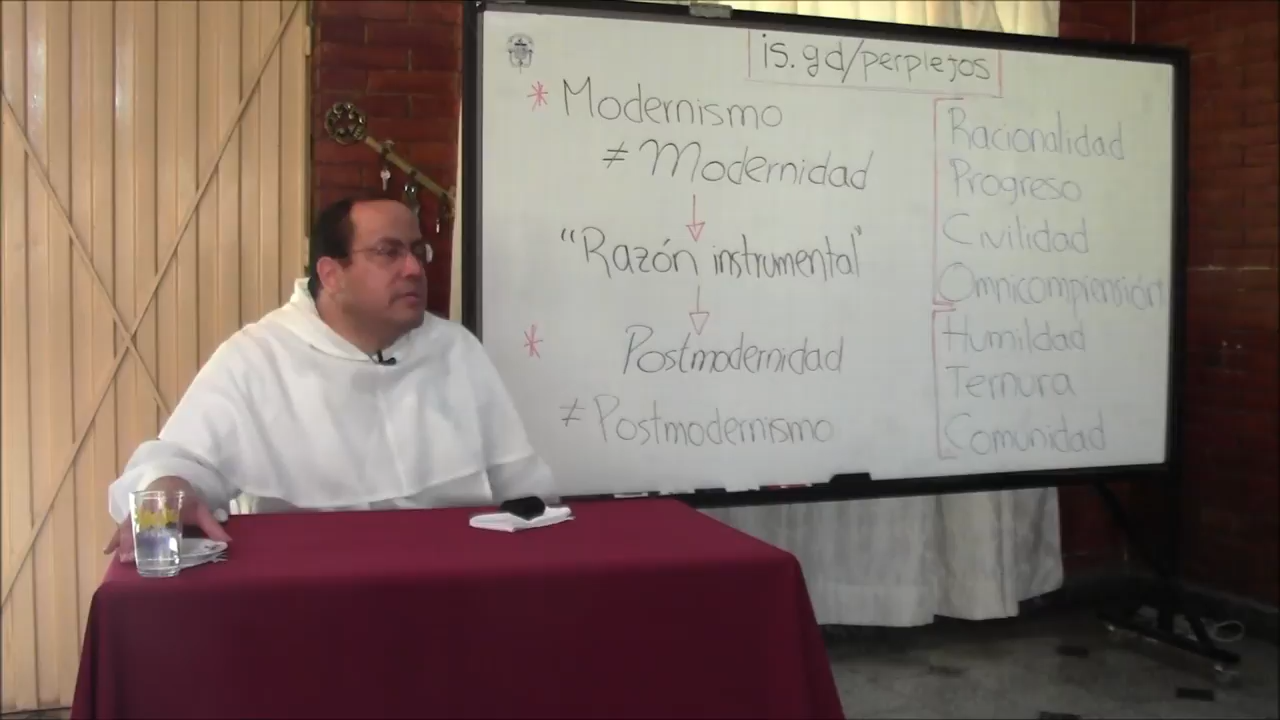 is.gd/perplejos
* Modernismo
≠ Modernidad
"Razón instrumental"
* Postmodernidad
≠ Postmodernismo
Racionalidad
Progreso
Civilidad
Omnicomprensión
Humildad
Ternura
Comunidad